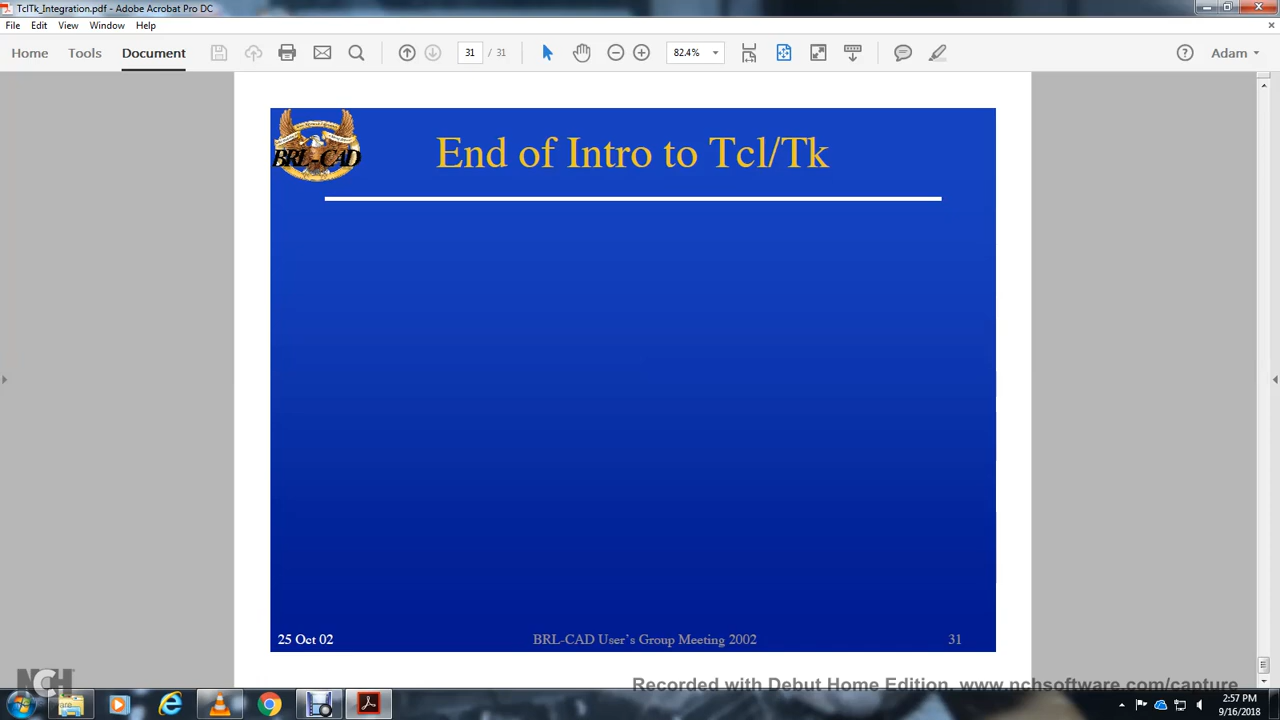 TclTk_Integration.pdf - Adobe Acrobat Pro DC
File Edit View Window Help
Home Tools Document 31 / 31 82.4% Adam
BRL-CAD
End of Intro to Tcl/Tk
25 Oct 02 BRL-CAD User's Group Meeting 2002 31
NCH
Recorded with Debut Home Edition. www.nchsoftware.com/capture
2:57 PM
9/16/2018